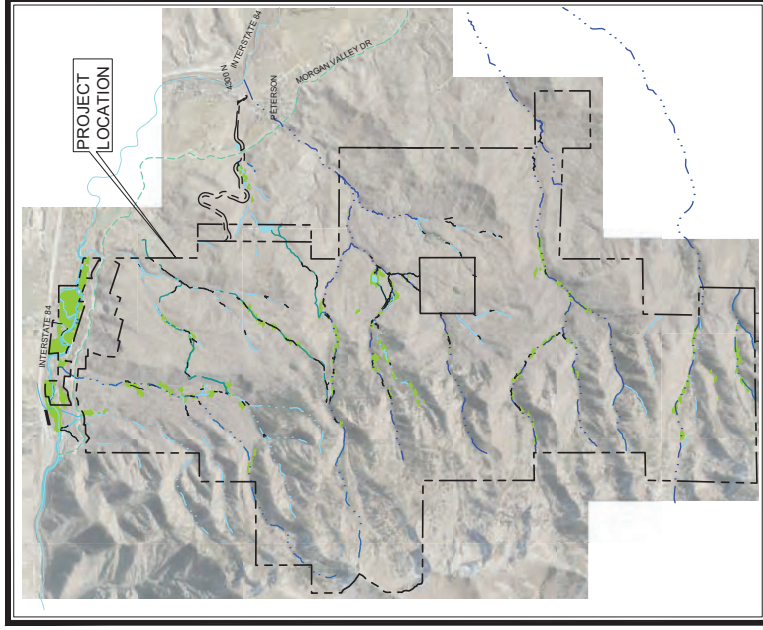 PROJECT
LOCATION
INTERSTATE 84
4300 N
INTERSTATE 84
PETERSON
MORGAN VALLEY DR